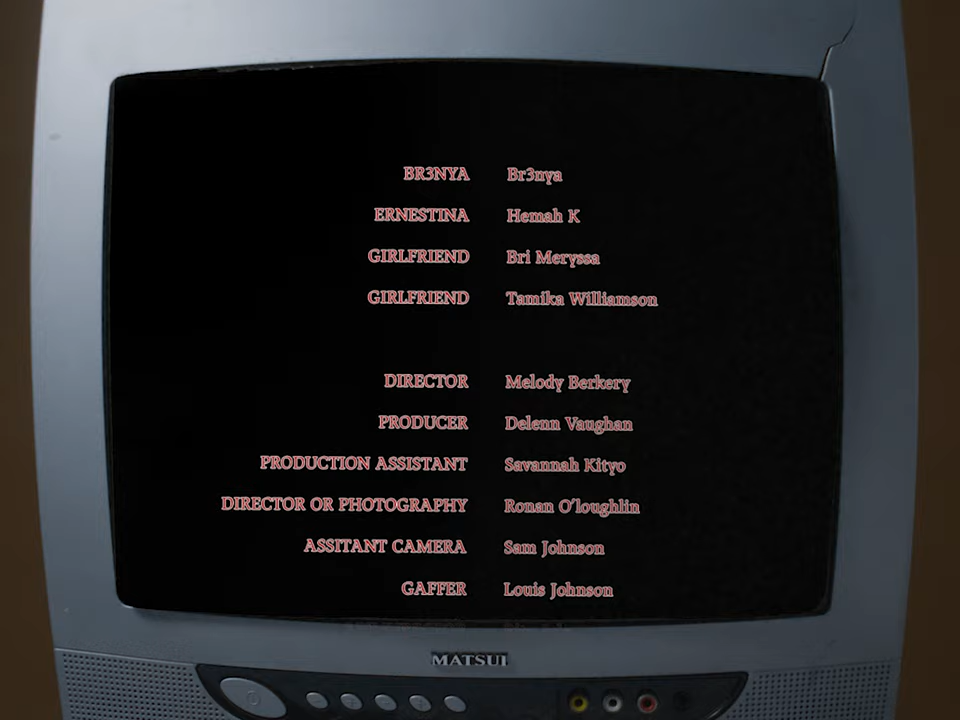 BR3NYA Br3nya
ERNESTINA Hemah K
GIRLFRIEND Bri Meryssa
GIRLFRIEND Tamika Williamson
DIRECTOR Melody Berkery
PRODUCER Delenn Vaughan
PRODUCTION ASSISTANT Savannah Kityo
DIRECTOR OR PHOTOGRAPHY Ronan O'loughlin
ASSITANT CAMERA Sam Johnson
GAFFER Louis Johnson
MATSUI